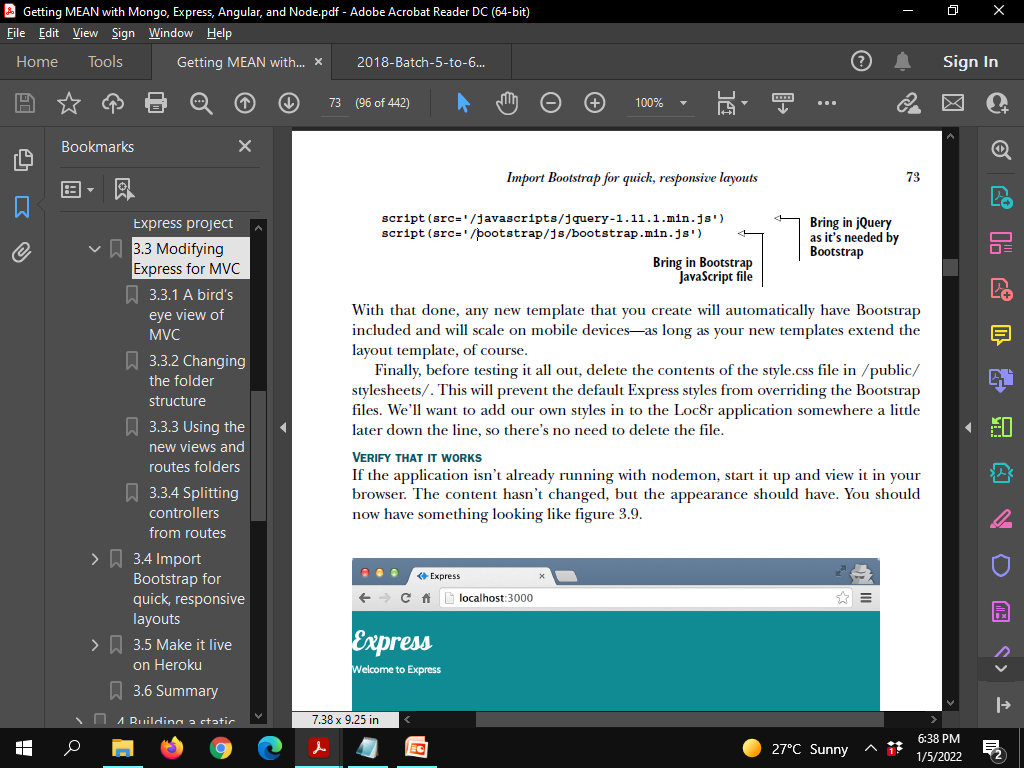 Getting MEAN with Mongo, Express, Angular, and Node.pdf - Adobe Acrobat Reader DC (64-bit)
File Edit View Sign Window Help
Home Tools Getting MEAN with... × 2018-Batch-5-to-6... Sign In
73 (96 of 442) 100%
Bookmarks
Express project
3.3 Modifying
Express for MVC
3.3.1 A bird's
eye view of
MVC
3.3.2 Changing
the folder
structure
3.3.3 Using the
new views and
routes folders
3.3.4 Splitting
controllers
from routes
3.4 Import
Bootstrap for
quick, responsive
layouts
3.5 Make it live
on Heroku
3.6 Summary
4 Building a static
Import Bootstrap for quick, responsive layouts 73
script(src='/javascripts/jquery-1.11.1.min.js')
script(src='/bootstrap/js/bootstrap.min.js')
Bring in jQuery
as it's needed by
Bootstrap
Bring in Bootstrap
JavaScript file
With that done, any new template that you create will automatically have Bootstrap
included and will scale on mobile devices—as long as your new templates extend the
layout template, of course.
Finally, before testing it all out, delete the contents of the style.css file in /public/
stylesheets/. This will prevent the default Express styles from overriding the Bootstrap
files. We'll want to add our own styles in to the Loc8r application somewhere a little
later down the line, so there's no need to delete the file.
VERIFY THAT IT WORKS
If the application isn't already running with nodemon, start it up and view it in your
browser. The content hasn't changed, but the appearance should have. You should
now have something looking like figure 3.9.
Express ×
localhost:3000
Express
Welcome to Express
7.38 x 9.25 in
27°C Sunny
6:38 PM
1/5/2022
2
1